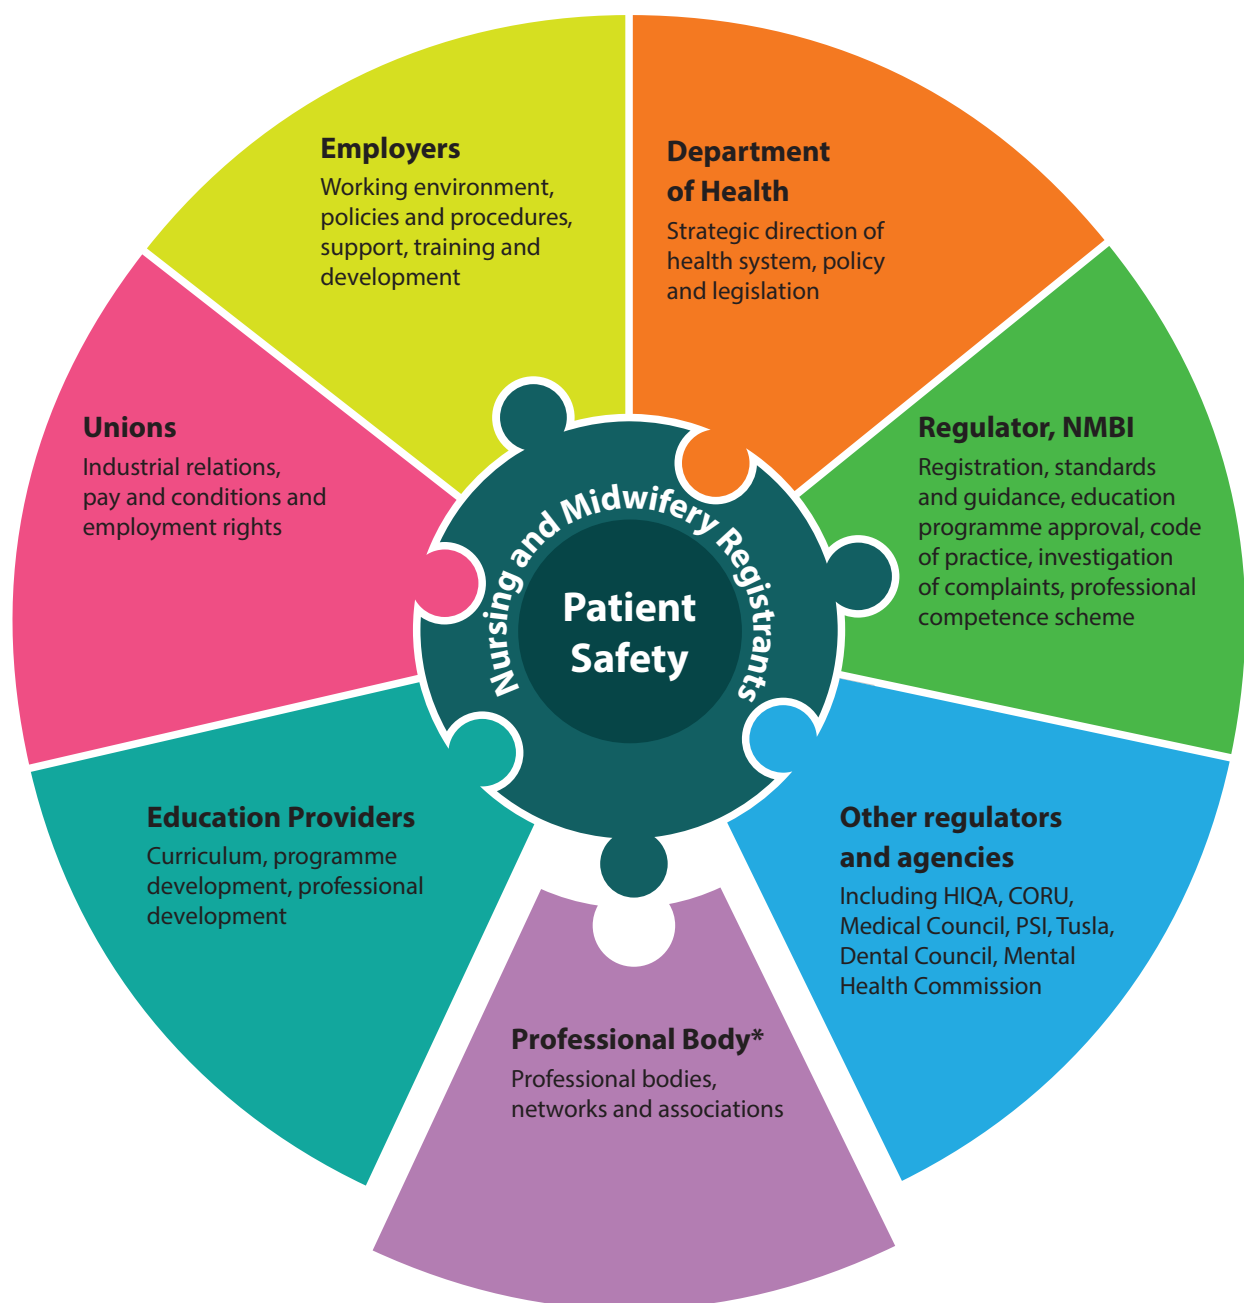 Employers
Working environment,
policies and procedures,
support, training and
development
Department
of Health
Strategic direction of
health system, policy
and legislation
Unions
Industrial relations,
pay and conditions and
employment rights
Regulator, NMBI
Registration, standards
and guidance, education
programme approval, code
of practice, investigation
of complaints, professional
competence scheme
Nursing and Midwifery Registrants
Patient
Safety
Education Providers
Curriculum, programme
development, professional
development
Other regulators
and agencies
Including HIQA, CORU,
Medical Council, PSI, Tusla,
Dental Council, Mental
Health Commission
Professional Body*
Professional bodies,
networks and associations